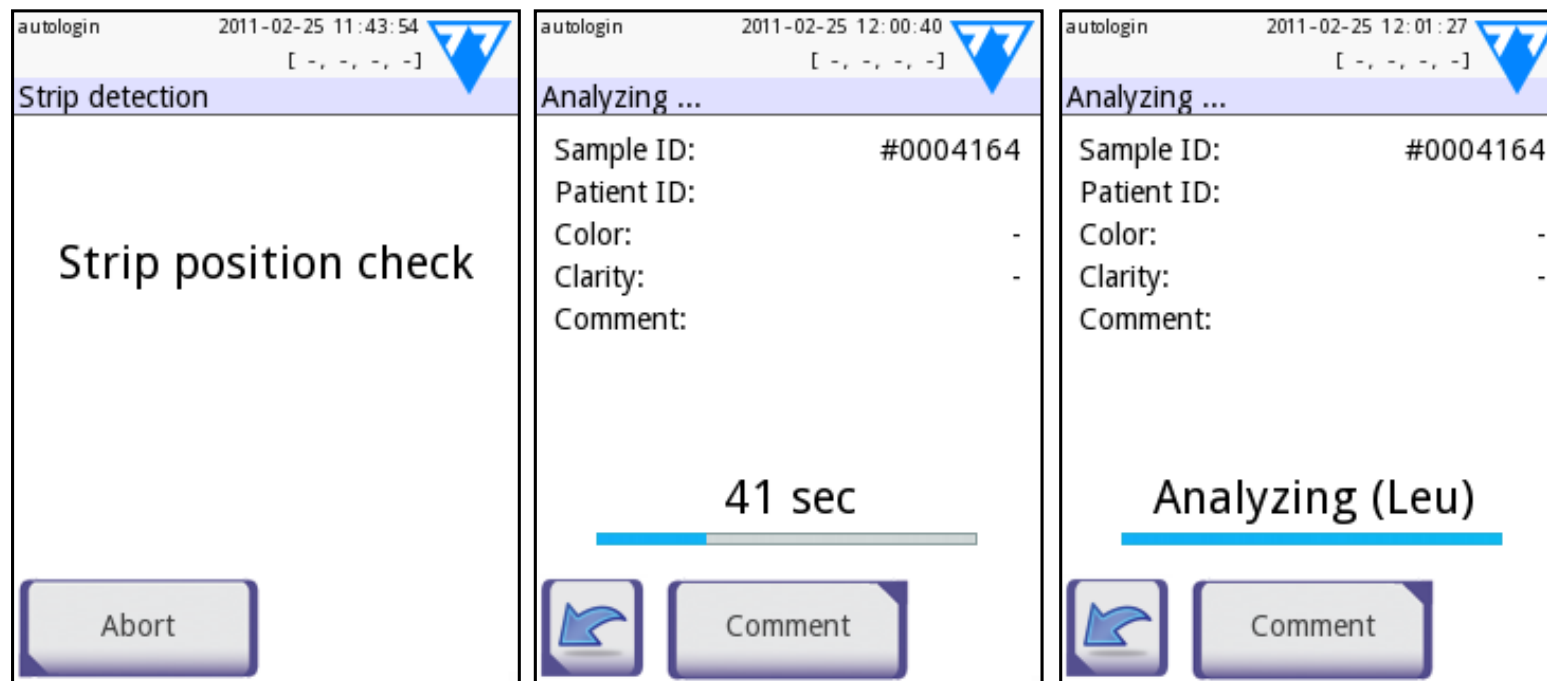 autologin 2011-02-25 11:43:54
[ -, -, -, -]
Strip detection
Strip position check
Abort
autologin 2011-02-25 12:00:40
[ -, -, -, -]
Analyzing ...
Sample ID: #0004164
Patient ID:
Color: -
Clarity: -
Comment:
41 sec
Comment
autologin 2011-02-25 12:01:27
[ -, -, -, -]
Analyzing ...
Sample ID: #0004164
Patient ID:
Color: -
Clarity: -
Comment:
Analyzing (Leu)
Comment